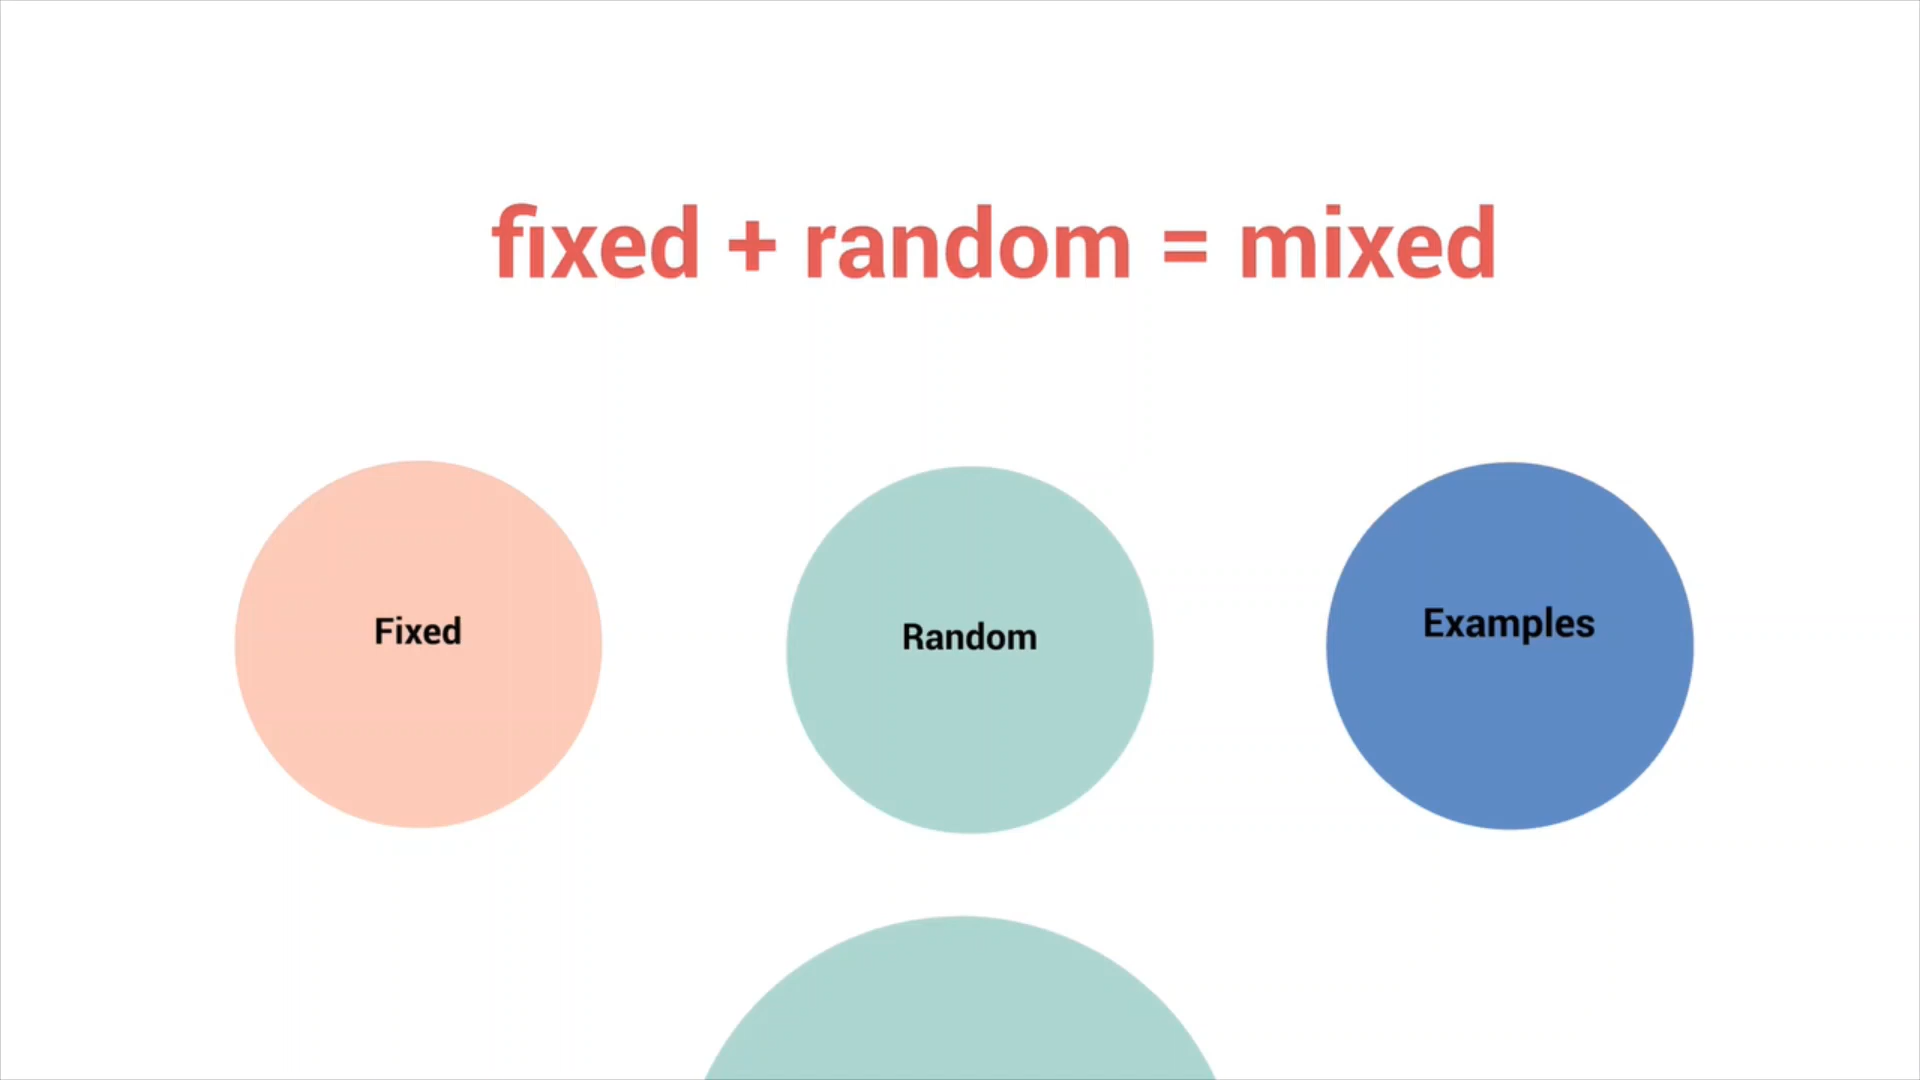 fixed + random = mixed
Fixed
Random
Examples